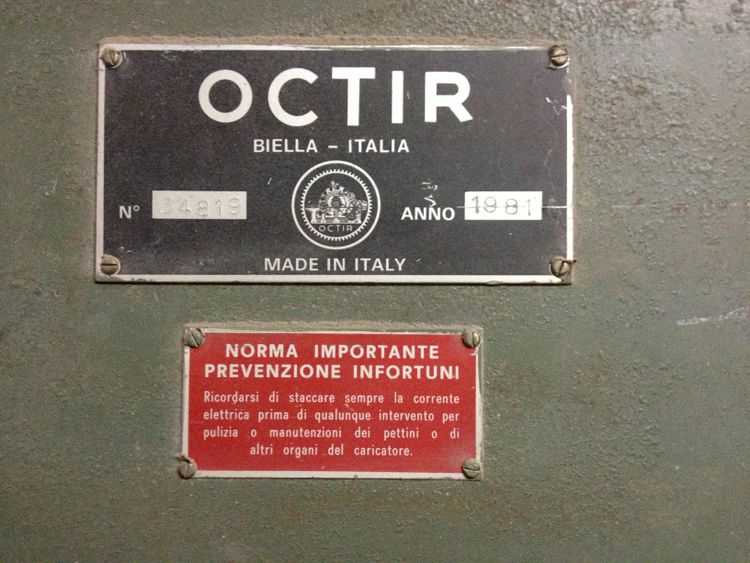 OCTIR
BIELLA - ITALIA
N° 34819
ANNO 1981
OCTIR
MADE IN ITALY
NORMA IMPORTANTE
PREVENZIONE INFORTUNI
Ricordarsi di staccare sempre la corrente
elettrica prima di qualunque intervento per
pulizia o manutenzioni dei pettini o di
altri organi del caricatore.